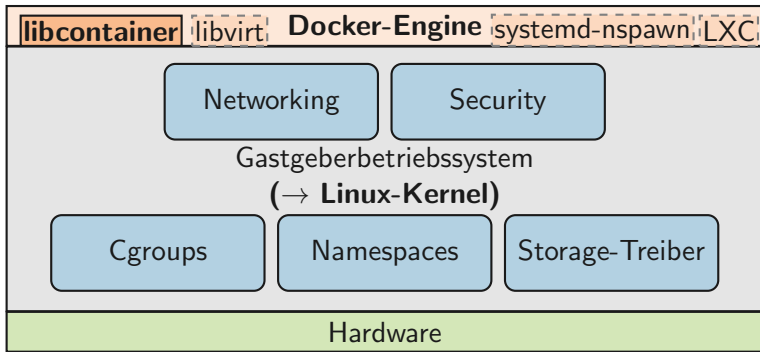 libcontainer libvirt Docker-Engine systemd-nspawn LXC
Networking Security
Gastgeberbetriebssystem
(→ Linux-Kernel)
Cgroups Namespaces Storage-Treiber
Hardware